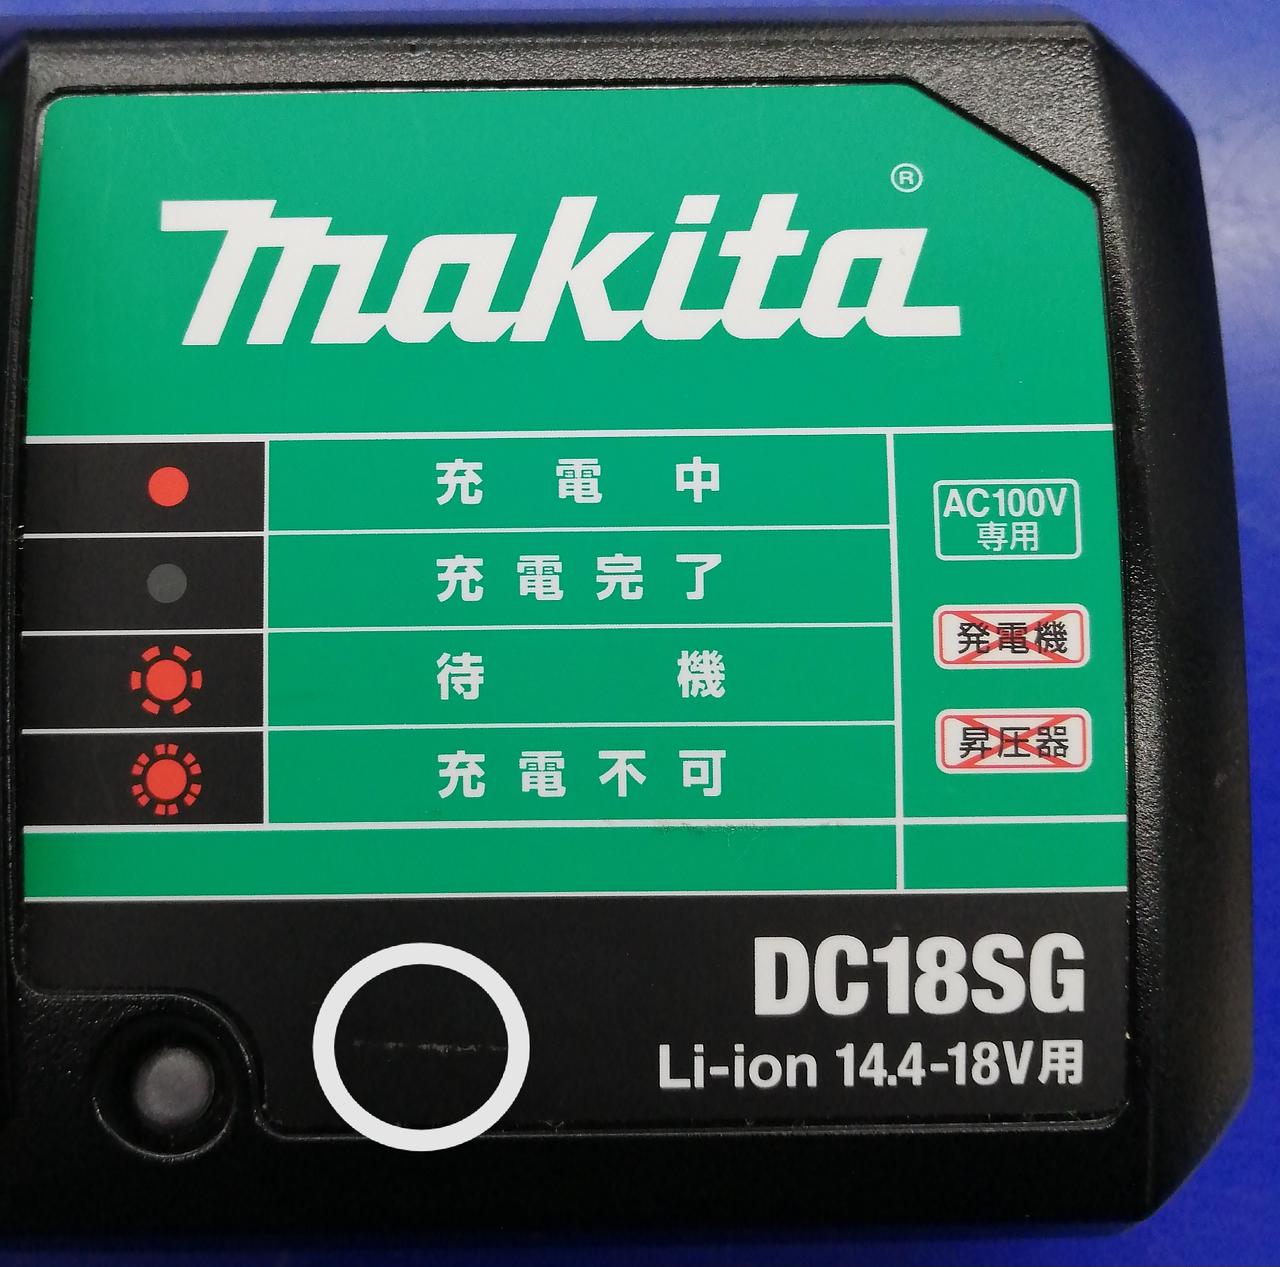 makita®
充電中
充電完了
待機
充電不可
AC100V
専用
発電機
昇圧器
DC18SG
Li-ion 14.4-18V用